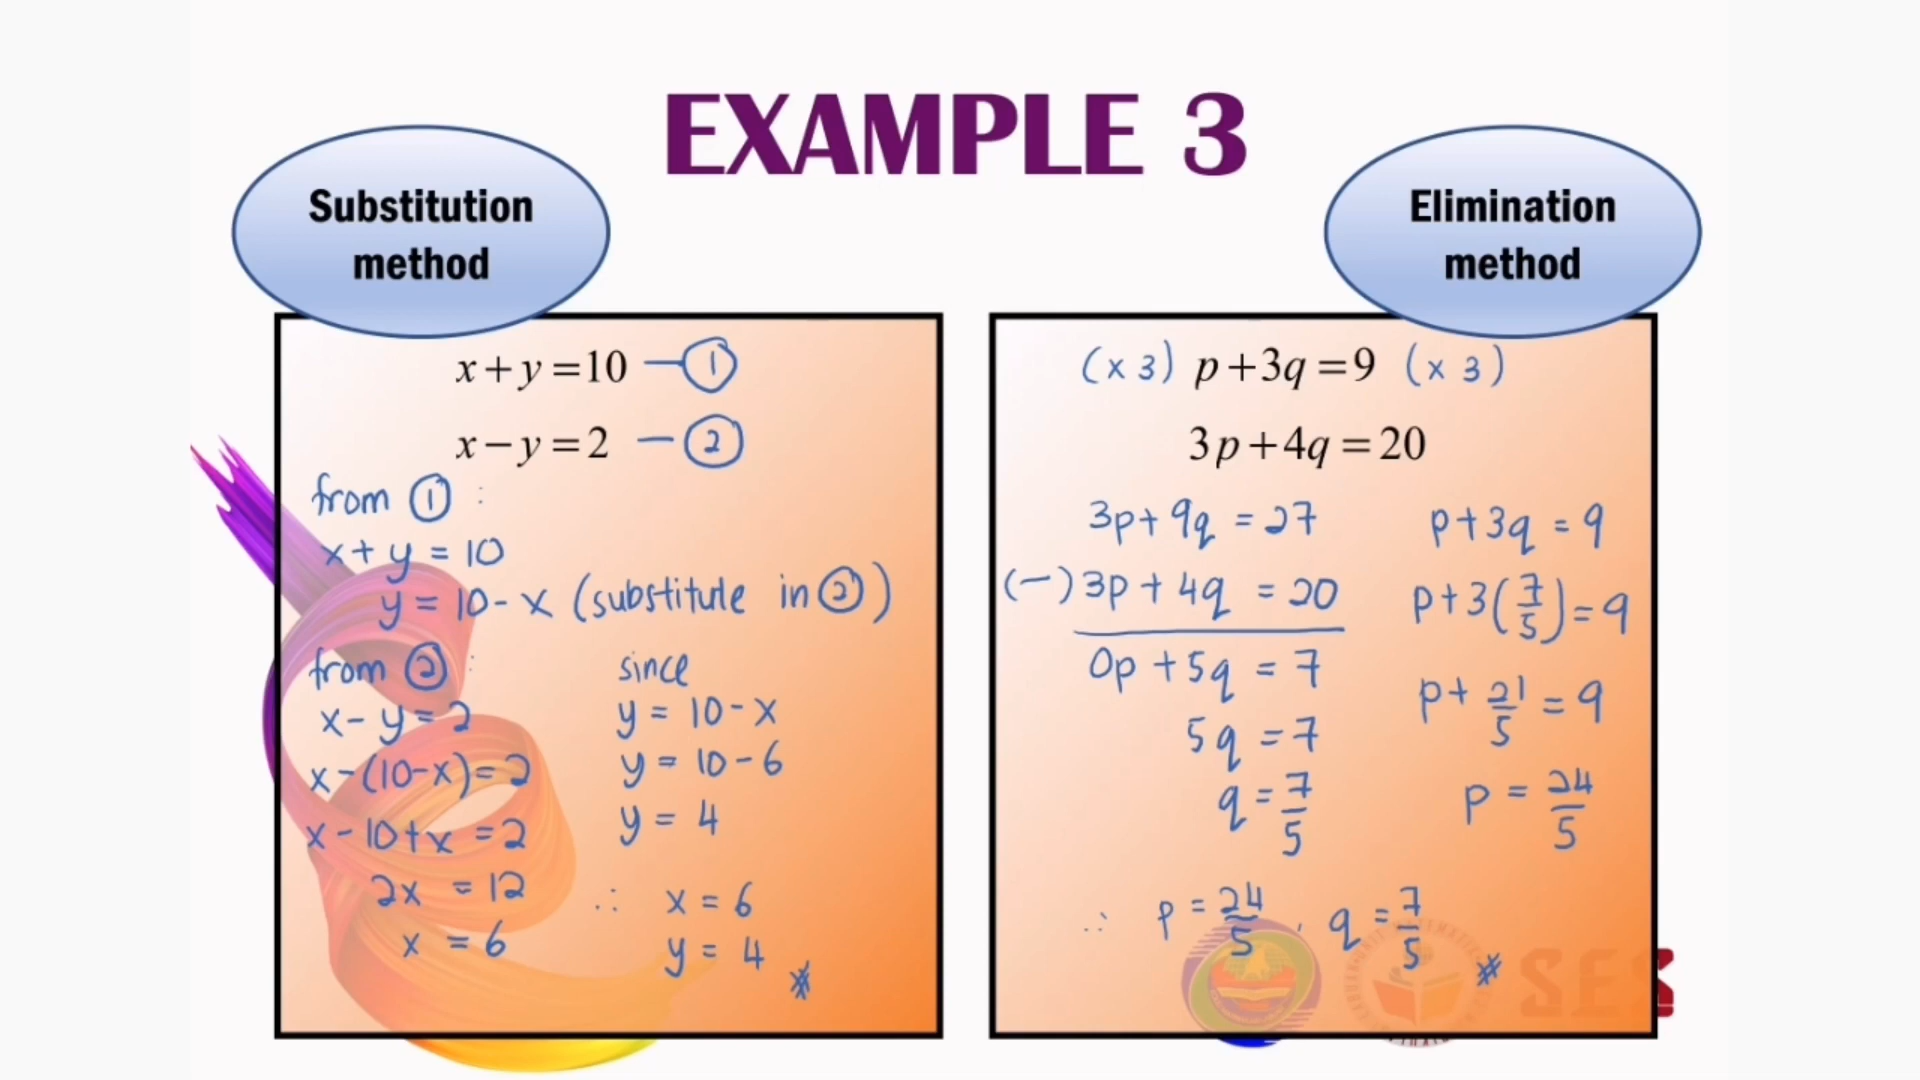 EXAMPLE 3
Substitution
method
x + y = 10 — ①
x − y = 2 — ②
from ① :
x + y = 10
y = 10 - x (substitute in ②)
from ② :
x - y = 2
x - (10-x) = 2
x - 10 + x = 2
2x = 12
x = 6
since
y = 10 - x
y = 10 - 6
y = 4
∴ x = 6
y = 4
Elimination
method
(x 3) p + 3q = 9 (x 3)
3p + 4q = 20
3p + 9q = 27
(-) 3p + 4q = 20
0p + 5q = 7
5q = 7
q = 7/5
p + 3q = 9
p + 3(7/5) = 9
p + 21/5 = 9
p = 24/5
∴ p = 24/5 , q = 7/5
SES